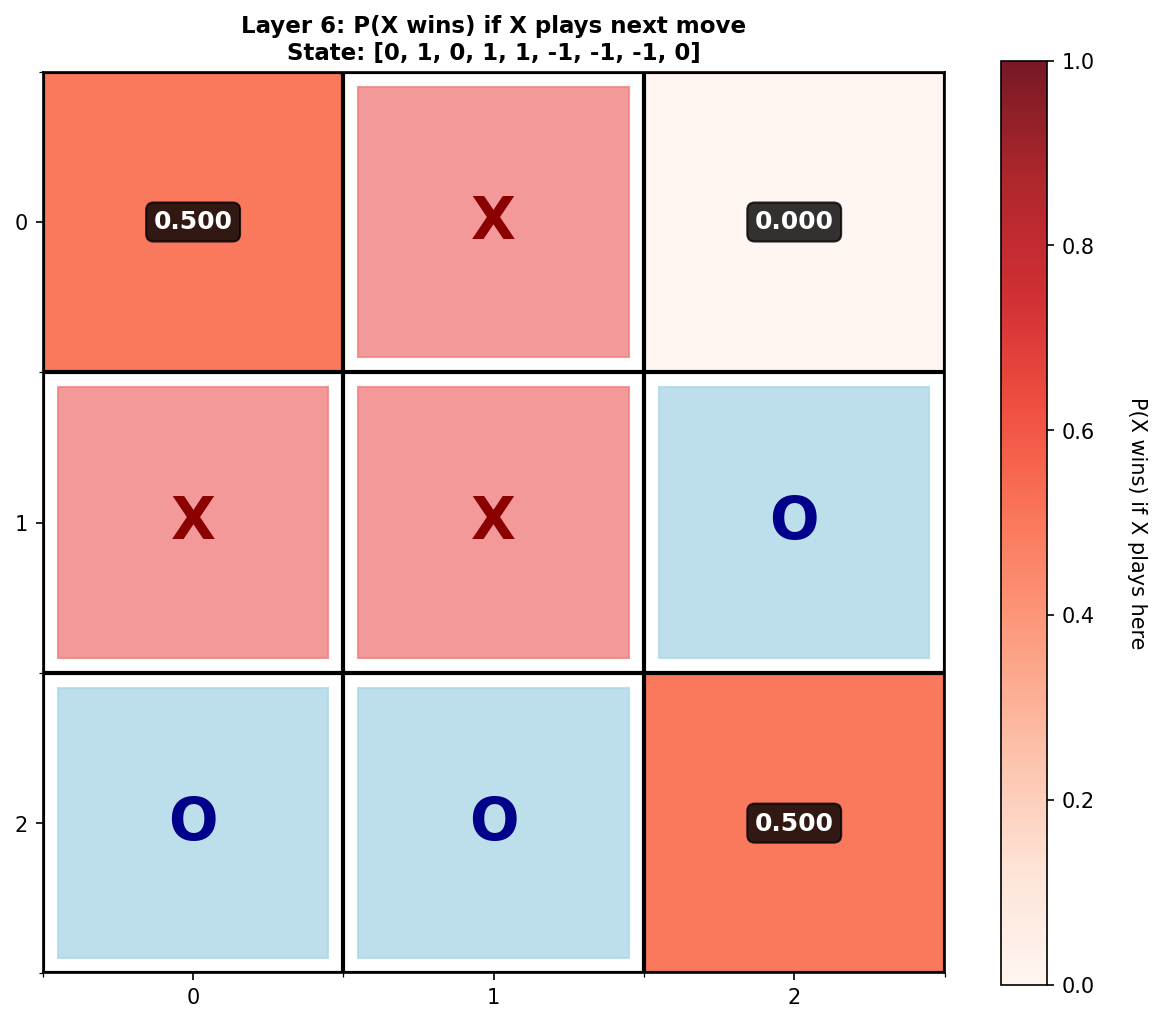 Layer 6: P(X wins) if X plays next move
State: [0, 1, 0, 1, 1, -1, -1, -1, 0]
0.500 X 0.000
X X O
O O 0.500
0
1
2
0 1 2
1.0
0.8
0.6
0.4
0.2
0.0
P(X wins) if X plays here